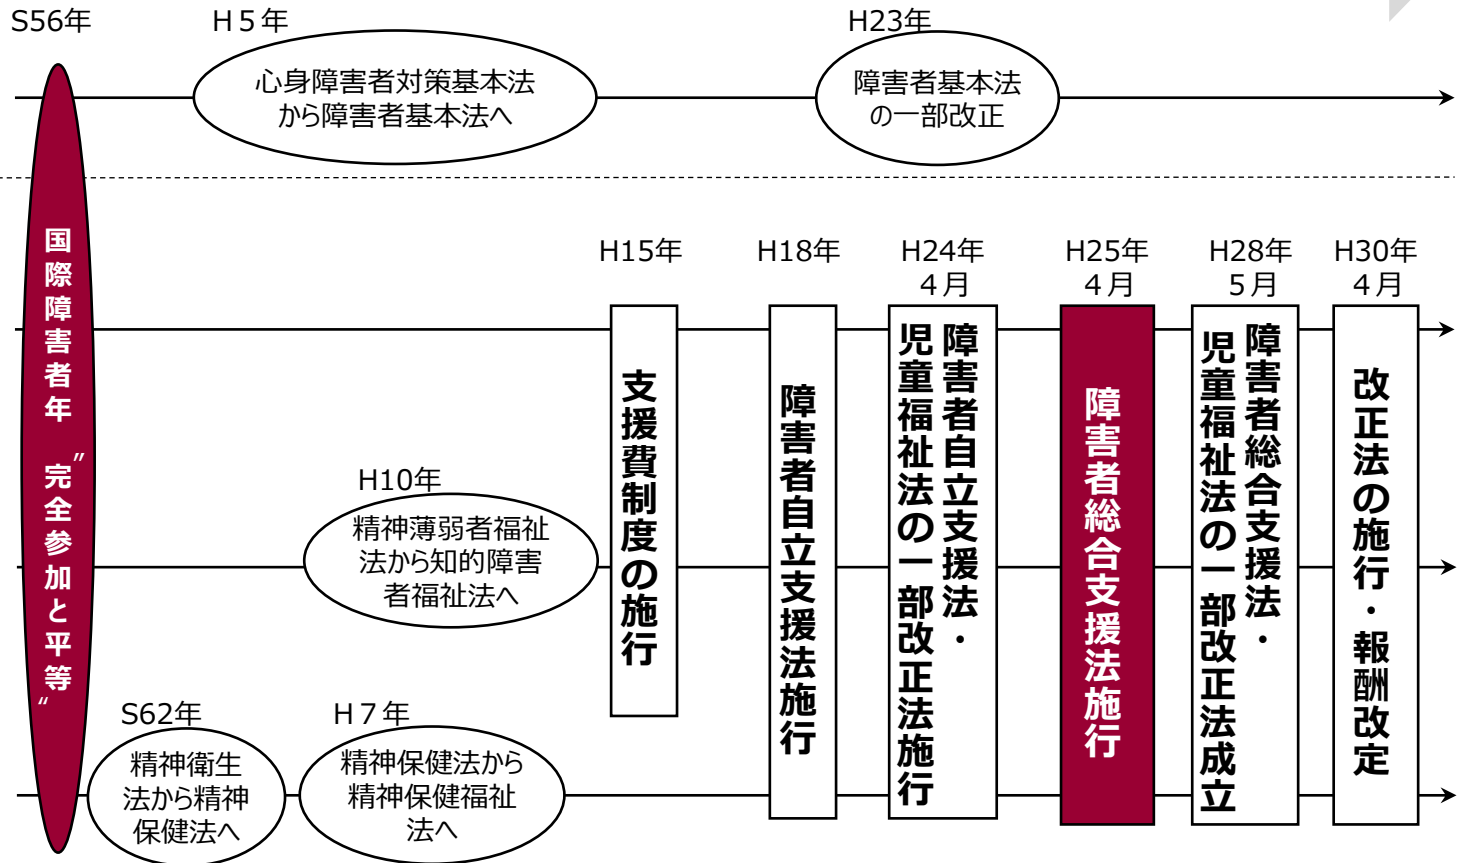 S56年
H５年
H23年
心身障害者対策基本法
から障害者基本法へ
障害者基本法
の一部改正
国際障害者年　“完全参加と平等“
H15年
支援費制度の施行
H18年
障害者自立支援法施行
H24年
４月
障害者自立支援法・
児童福祉法の一部改正法施行
H25年
４月
障害者総合支援法施行
H28年
５月
障害者総合支援法・
児童福祉法の一部改正法成立
H30年
４月
改正法の施行・報酬改定
H10年
精神薄弱者福祉
法から知的障害
者福祉法へ
S62年
精神衛生
法から精神
保健法へ
H７年
精神保健法から
精神保健福祉
法へ